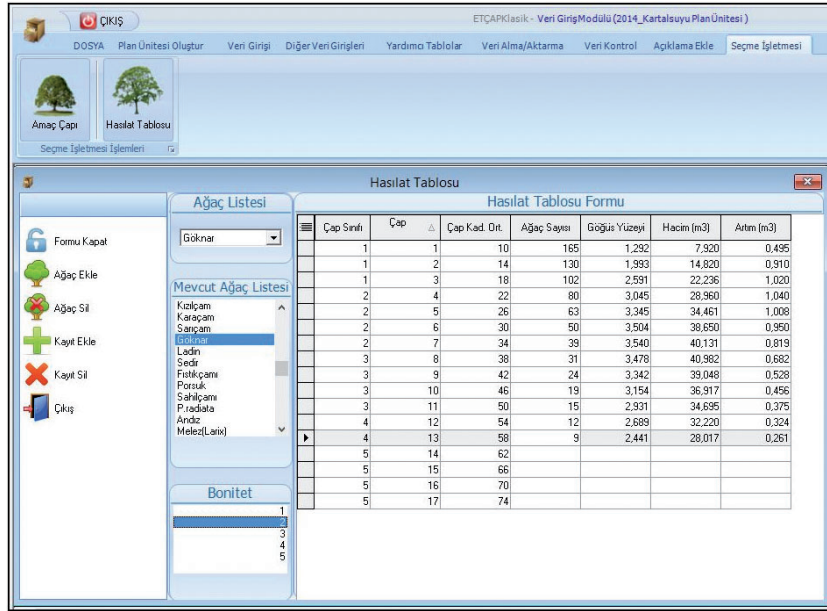 ÇIKIŞ
ETÇAPKlasik - Veri GirişModülü (2014_Kartalsuyu Plan Ünitesi )
DOSYA Plan Ünitesi Oluştur Veri Girişi Diğer Veri Girişleri Yardımcı Tablolar Veri Alma/Aktarma Veri Kontrol Açıklama Ekle Seçme İşletmesi
Amaç Çapı Hasılat Tablosu
Seçme İşletmesi İşlemleri
Hasılat Tablosu
Formu Kapat
Ağaç Ekle
Ağaç Sil
Kayıt Ekle
Kayıt Sil
Çıkış
Ağaç Listesi
Göknar
Mevcut Ağaç Listesi
Kızılçam
Karaçam
Sarıçam
Göknar
Ladin
Sedir
Fıstıkçamı
Porsuk
Sahilçamı
P.radiata
Andız
Melez(Larix)
Bonitet
1
2
3
4
5
Hasılat Tablosu Formu
Çap Sınıfı Çap Çap Kad. Ort. Ağaç Sayısı Göğüs Yüzeyi Hacim (m3) Artım (m3)
1 1 10 165 1,292 7,920 0,495
1 2 14 130 1,993 14,820 0,910
1 3 18 102 2,591 22,236 1,020
2 4 22 80 3,045 28,960 1,040
2 5 26 63 3,345 34,461 1,008
2 6 30 50 3,504 38,650 0,950
2 7 34 39 3,540 40,131 0,819
3 8 38 31 3,478 40,982 0,682
3 9 42 24 3,342 39,048 0,528
3 10 46 19 3,154 36,917 0,456
3 11 50 15 2,931 34,695 0,375
4 12 54 12 2,689 32,220 0,324
4 13 58 9 2,441 28,017 0,261
5 14 62
5 15 66
5 16 70
5 17 74